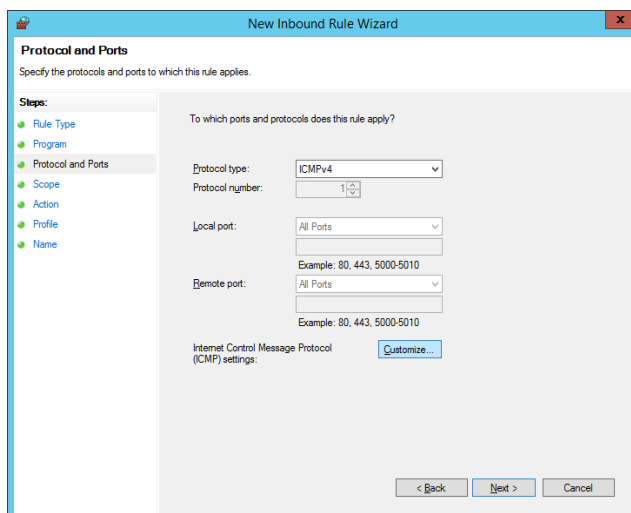 New Inbound Rule Wizard
x
Protocol and Ports
Specify the protocols and ports to which this rule applies.
Steps:
Rule Type
Program
Protocol and Ports
Scope
Action
Profile
Name
To which ports and protocols does this rule apply?
Protocol type: ICMPv4
Protocol number: 1
Local port: All Ports
Example: 80, 443, 5000-5010
Remote port: All Ports
Example: 80, 443, 5000-5010
Internet Control Message Protocol
(ICMP) settings:
Customize...
< Back Next > Cancel